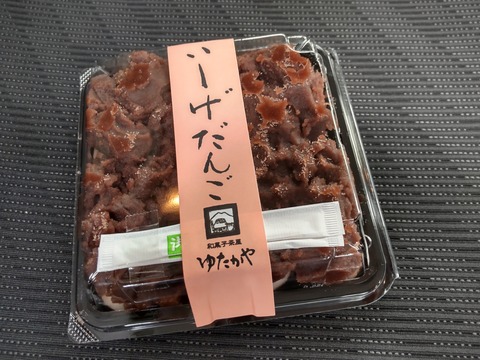 いーげだんご
和菓子茶屋
ゆたかや